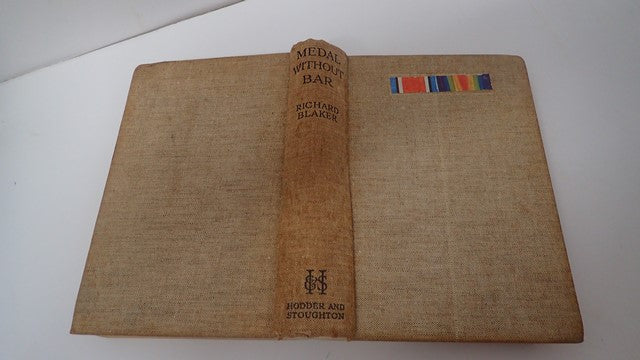 MEDAL
WITHOUT
BAR
RICHARD
BLAKER
H&S
HODDER AND
STOUGHTON